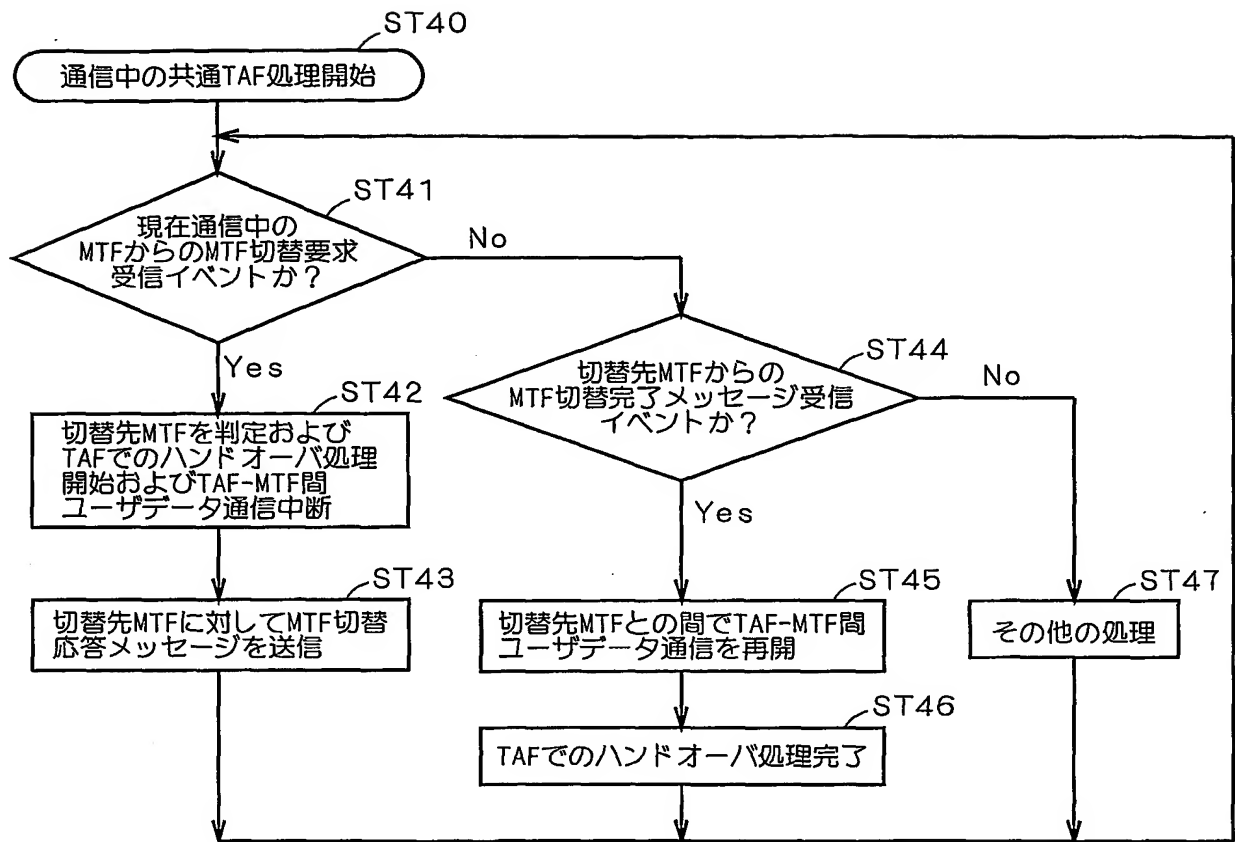 ST40
通信中の共通TAF処理開始
ST41
現在通信中の
MTFからのMTF切替要求
受信イベントか？
No
Yes
ST42
切替先MTFを判定および
TAFでのハンドオーバ処理
開始およびTAF-MTF間
ユーザデータ通信中断
ST43
切替先MTFに対してMTF切替
応答メッセージを送信
ST44
切替先MTFからの
MTF切替完了メッセージ受信
イベントか？
No
Yes
ST45
切替先MTFとの間でTAF-MTF間
ユーザデータ通信を再開
ST46
TAFでのハンドオーバ処理完了
ST47
その他の処理